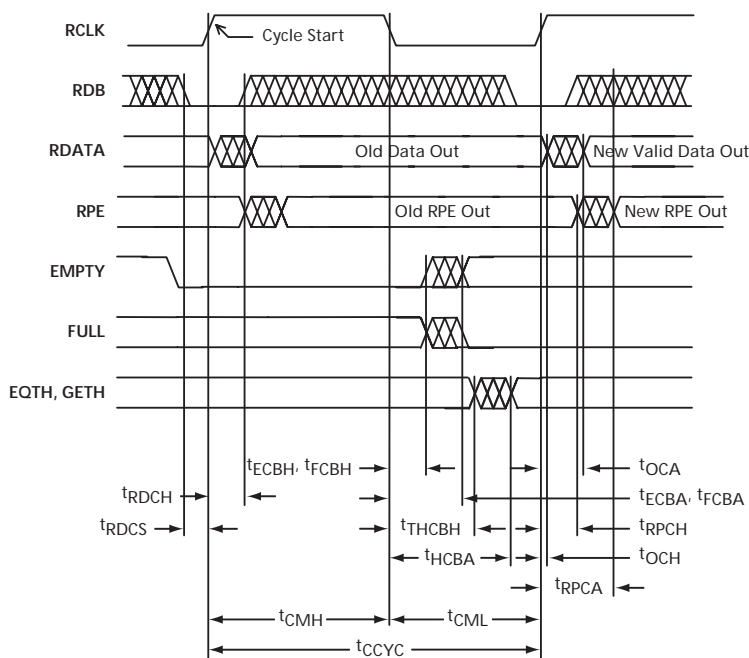 RCLK
Cycle Start
RDB
RDATA
Old Data Out
New Valid Data Out
RPE
Old RPE Out
New RPE Out
EMPTY
FULL
EQTH, GETH
tECBH, tFCBH
tOCA
tRDCH
tECBA, tFCBA
tRDCS
tTHCBH
tRPCH
tHCBA
tOCH
tRPCA
tCMH
tCML
tCCYC